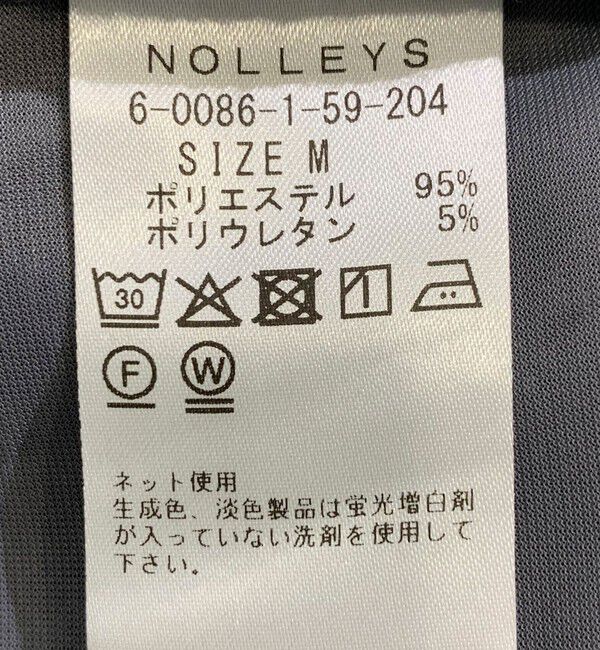 NOLLEYS
6-0086-1-59-204
SIZE M
ポリエステル 95%
ポリウレタン 5%
30
F W
ネット使用
生成色、淡色製品は蛍光増白剤
が入っていない洗剤を使用して
下さい。